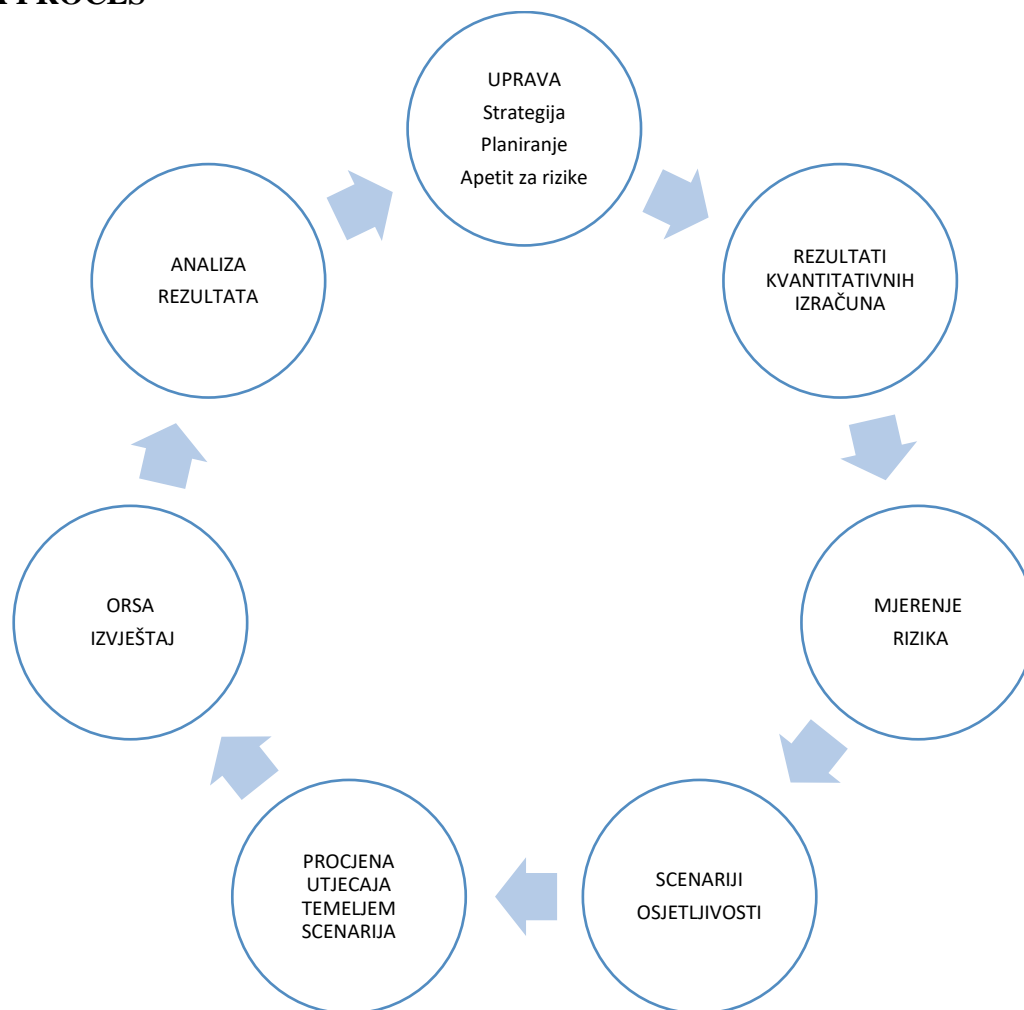 PROCES
UPRAVA
Strategija
Planiranje
Apetit za rizike
REZULTATI
KVANTITATIVNIH
IZRAČUNA
MJERENJE
RIZIKA
SCENARIJI
OSJETLJIVOSTI
PROCJENA
UTJECAJA
TEMELJEM
SCENARIJA
ORSA
IZVJEŠTAJ
ANALIZA
REZULTATA